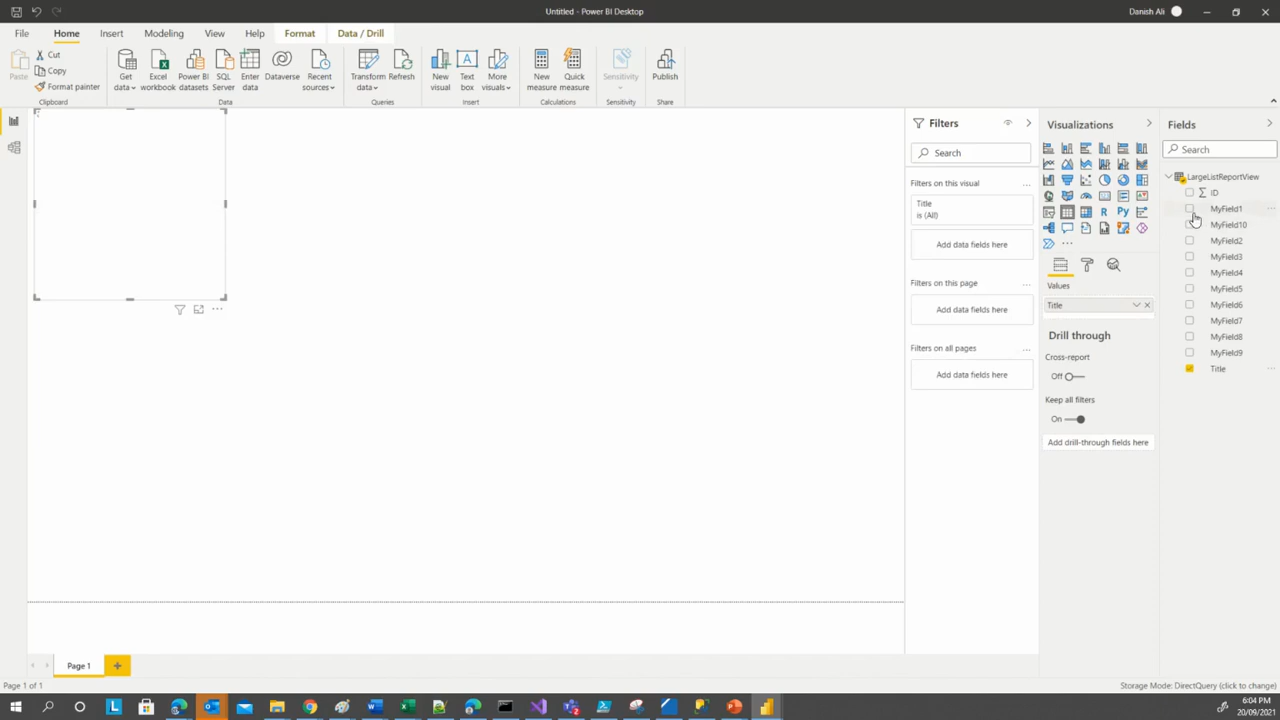 Untitled - Power BI Desktop
Danish Ali
File
Home
Insert
Modeling
View
Help
Format
Data / Drill
Paste
Cut
Copy
Format painter
Clipboard
Get data
Excel workbook
Power BI datasets
SQL Server
Enter data
Dataverse
Recent sources
Data
Transform data
Refresh
Queries
New visual
Text box
More visuals
Insert
New measure
Quick measure
Calculations
Sensitivity
Sensitivity
Publish
Share
Filters
Search
Filters on this visual
Title
is (All)
Add data fields here
Filters on this page
Add data fields here
Filters on all pages
Add data fields here
Visualizations
R
Py
Values
Title
Drill through
Cross-report
Off
Keep all filters
On
Add drill-through fields here
Fields
Search
LargeListReportView
Σ ID
MyField1
MyField10
MyField2
MyField3
MyField4
MyField5
MyField6
MyField7
MyField8
MyField9
Title
Page 1
Page 1 of 1
Storage Mode: DirectQuery (click to change)
6:04 PM
20/09/2021